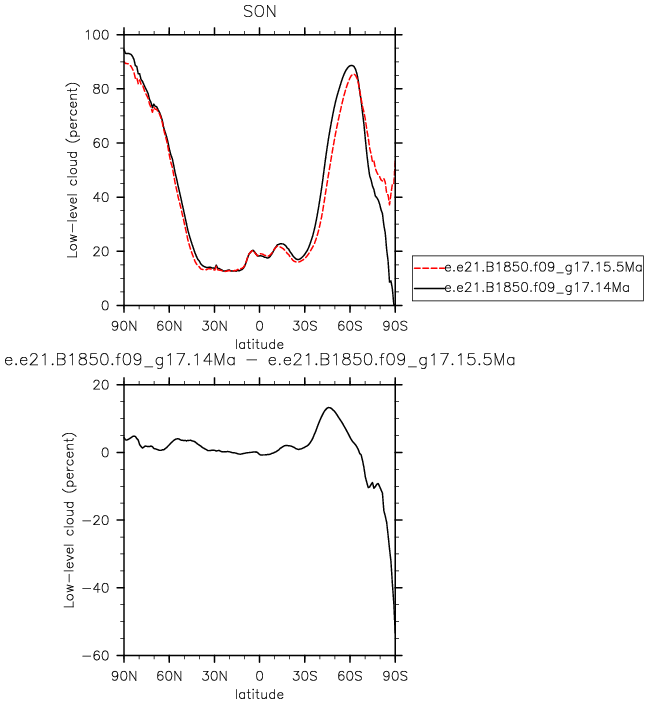 SON
100
80
60
40
20
0
Low-level cloud (percent)
90N 60N 30N 0 30S 60S 90S
latitude
e.e21.B1850.f09_g17.15.5Ma
e.e21.B1850.f09_g17.14Ma
e.e21.B1850.f09_g17.14Ma - e.e21.B1850.f09_g17.15.5Ma
20
0
-20
-40
-60
Low-level cloud (percent)
90N 60N 30N 0 30S 60S 90S
latitude